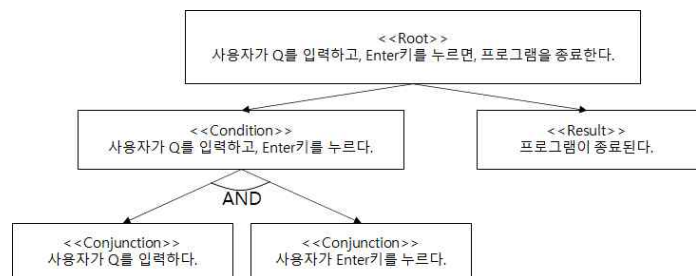 <<Root>>
사용자가 Q를 입력하고, Enter키를 누르면, 프로그램을 종료한다.
<<Condition>>
사용자가 Q를 입력하고, Enter키를 누르다.
<<Result>>
프로그램이 종료된다.
AND
<<Conjunction>>
사용자가 Q를 입력하다.
<<Conjunction>>
사용자가 Enter키를 누르다.